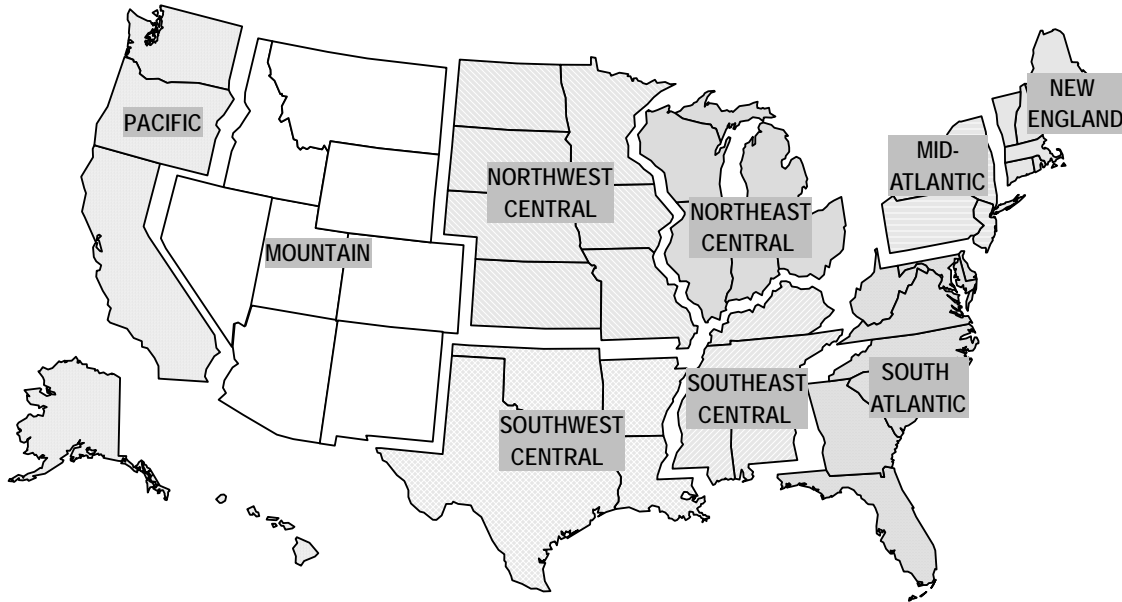 PACIFIC
MOUNTAIN
NORTHWEST
CENTRAL
SOUTHWEST
CENTRAL
NORTHEAST
CENTRAL
SOUTHEAST
CENTRAL
MID-
ATLANTIC
SOUTH
ATLANTIC
NEW
ENGLAND